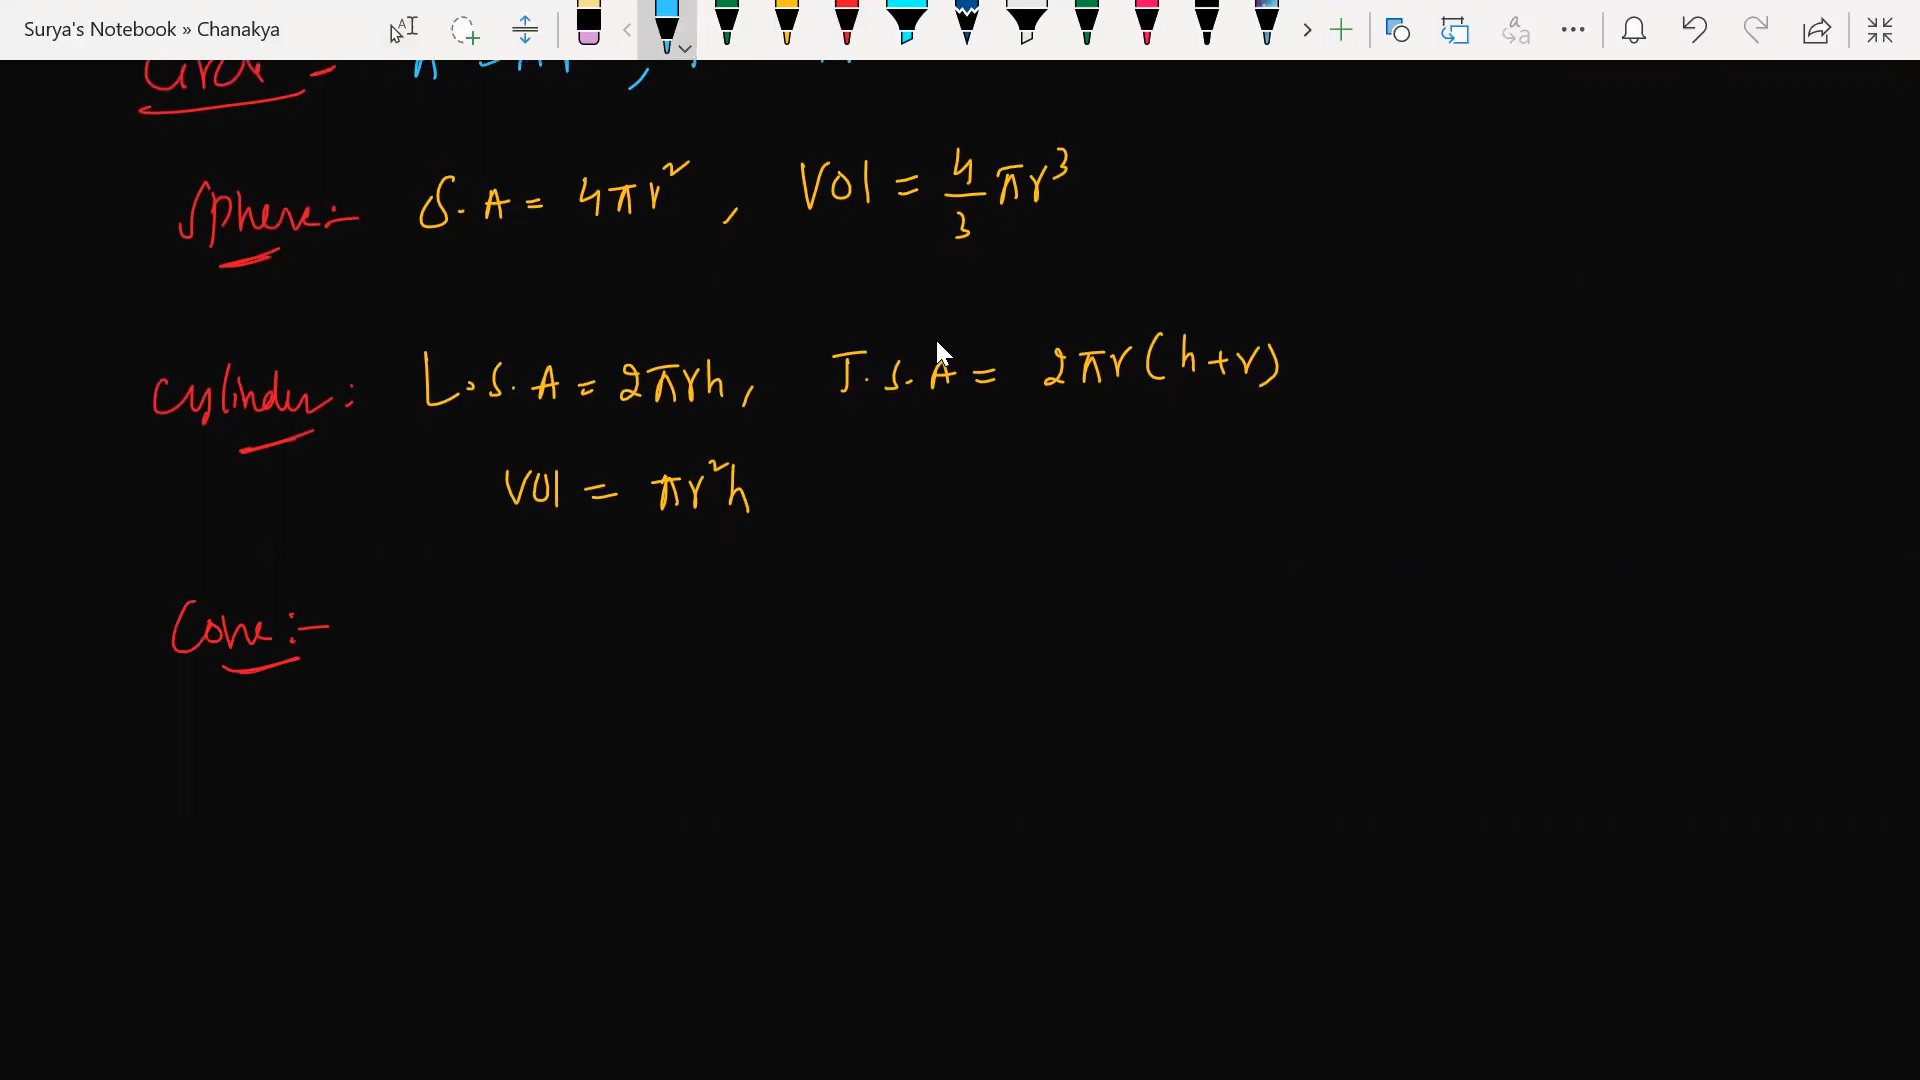 Surya's Notebook » Chanakya
Sphere:- S.A = 4πr², Vol = 4/3 πr³
Cylinder: L.S.A = 2πrh, T.S.A = 2πr(h+r)
Vol = πr²h
Cone:-